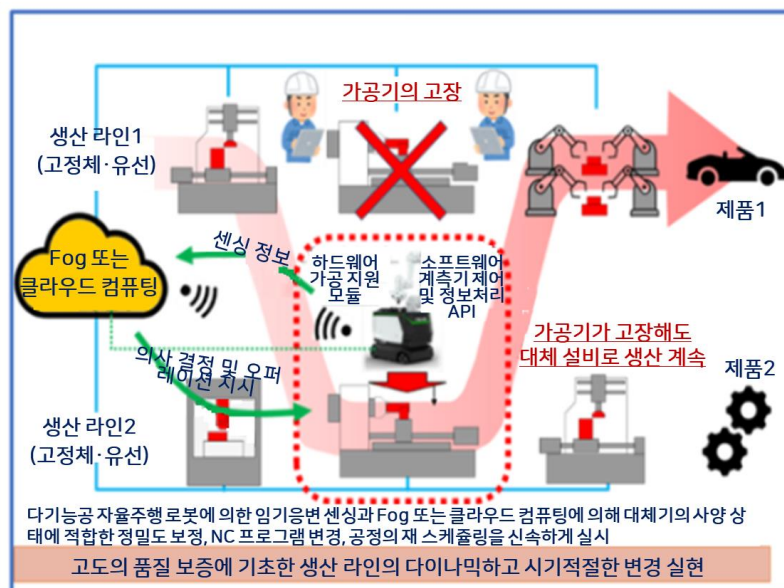 가공기의 고장
생산 라인1
(고정체·유선)
제품1
Fog 또는
클라우드 컴퓨팅
센싱 정보
하드웨어
가공 지원
모듈
소프트웨어
계측기 제어
및 정보처리
API
가공기가 고장해도
대체 설비로 생산 계속
의사 결정 및 오퍼
레이션 지시
제품2
생산 라인2
(고정체·유선)
다기능공 자율주행 로봇에 의한 임기응변 센싱과 Fog 또는 클라우드 컴퓨팅에 의해 대체기의 사양 상
태에 적합한 정밀도 보정, NC 프로그램 변경, 공정의 재 스케쥴링을 신속하게 실시
고도의 품질 보증에 기초한 생산 라인의 다이나믹하고 시기적절한 변경 실현